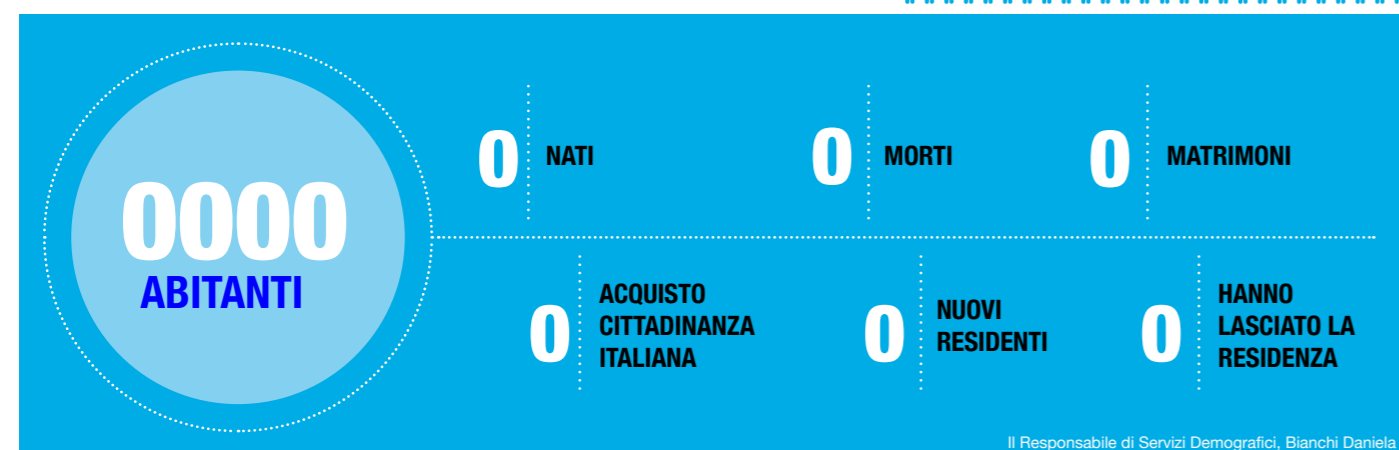 0000
ABITANTI
0 NATI
0 MORTI
0 MATRIMONI
0 ACQUISTO
CITTADINANZA
ITALIANA
0 NUOVI
RESIDENTI
0 HANNO
LASCIATO LA
RESIDENZA
Il Responsabile di Servizi Demografici, Bianchi Daniela